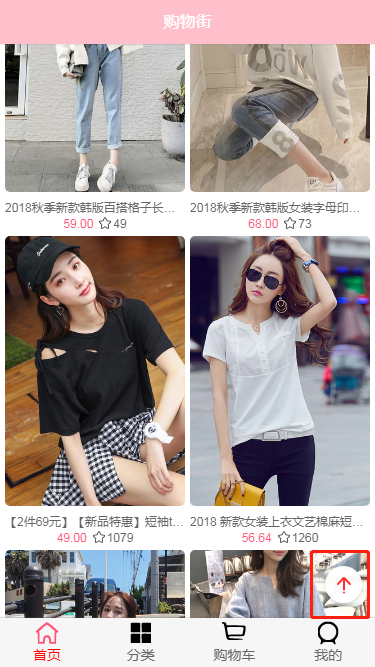 购物街
2018秋季新款韩版百搭格子长…
2018秋季新款韩版女装字母印…
59.00 49
68.00 73
【2件69元】【新品特惠】短袖t…
2018 新款女装上衣文艺棉麻短…
49.00 1079
56.64 1260
首页 分类 购物车 我的